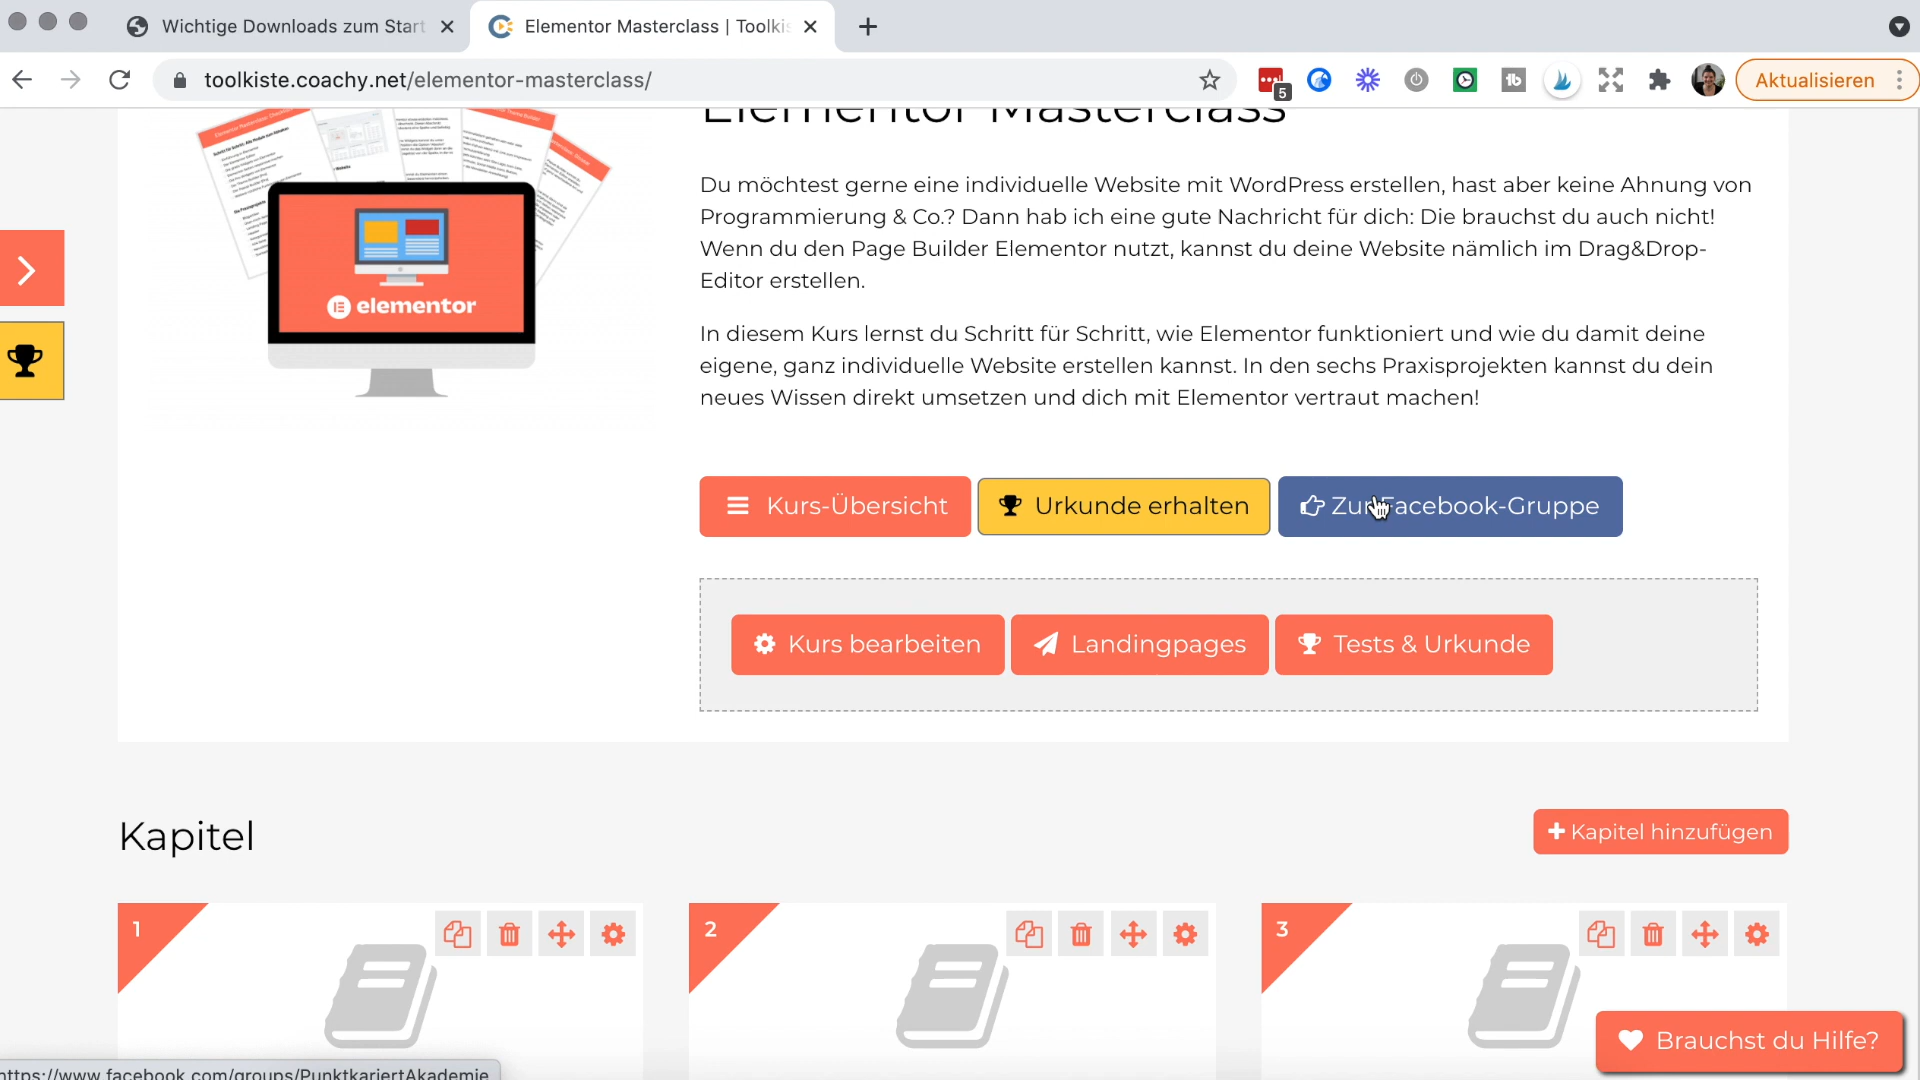 Wichtige Downloads zum Start
Elementor Masterclass | Toolkis
toolkiste.coachy.net/elementor-masterclass/
5
Aktualisieren
Elementor Masterclass
Du möchtest gerne eine individuelle Website mit WordPress erstellen, hast aber keine Ahnung von
Programmierung & Co.? Dann hab ich eine gute Nachricht für dich: Die brauchst du auch nicht!
Wenn du den Page Builder Elementor nutzt, kannst du deine Website nämlich im Drag&Drop-
Editor erstellen.
elementor
In diesem Kurs lernst du Schritt für Schritt, wie Elementor funktioniert und wie du damit deine
eigene, ganz individuelle Website erstellen kannst. In den sechs Praxisprojekten kannst du dein
neues Wissen direkt umsetzen und dich mit Elementor vertraut machen!
Kurs-Übersicht
Urkunde erhalten
Zur Facebook-Gruppe
Kurs bearbeiten
Landingpages
Tests & Urkunde
Kapitel
Kapitel hinzufügen
1
2
3
Brauchst du Hilfe?
https://www.facebook.com/groups/PunktkariertAkademie